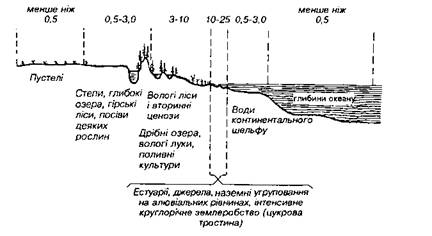 менше ніж
0,5
0,5-3,0
3-10
10-25
0,5-3,0
менше ніж
0,5
Пустелі
Степи, глибокі
озера, гірські
ліси, посіви
деяких
рослин
Вологі ліси
і вторинні
ценози
Дрібні озера,
вологі луки,
поливні
культури
Води
континентального
шельфу
глибини океану
Естуарії, джерела, наземні угруповання
на алювіальних рівнинах, інтенсивне
круглорічне землеробство (цукрова
тростина)